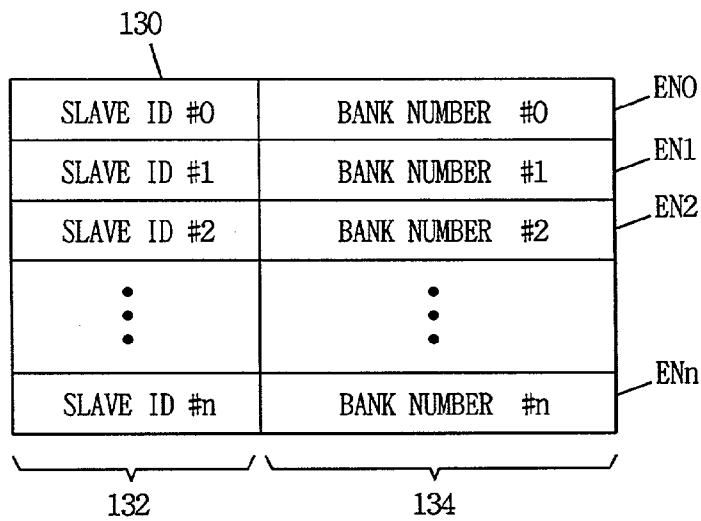 130
SLAVE ID #0 BANK NUMBER #0 EN0
SLAVE ID #1 BANK NUMBER #1 EN1
SLAVE ID #2 BANK NUMBER #2 EN2
SLAVE ID #n BANK NUMBER #n ENn
132 134